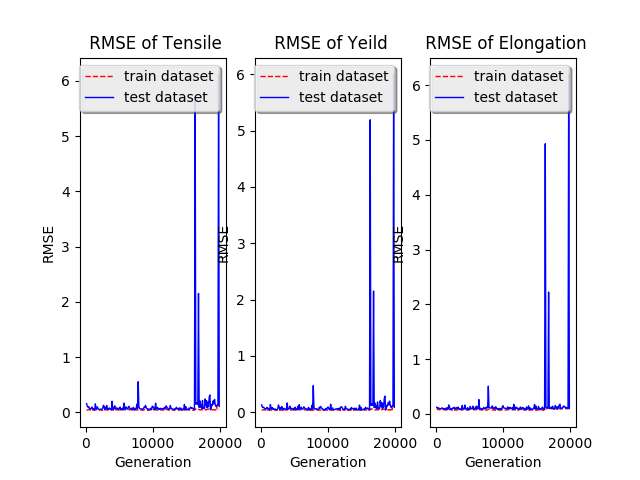 RMSE of Tensile
RMSE of Yeild
RMSE of Elongation
train dataset
test dataset
train dataset
test dataset
train dataset
test dataset
6
5
4
3
2
1
0
RMSE
0
10000
20000
Generation
6
5
4
3
2
1
0
RMSE
0
10000
20000
Generation
6
5
4
3
2
1
0
RMSE
0
10000
20000
Generation